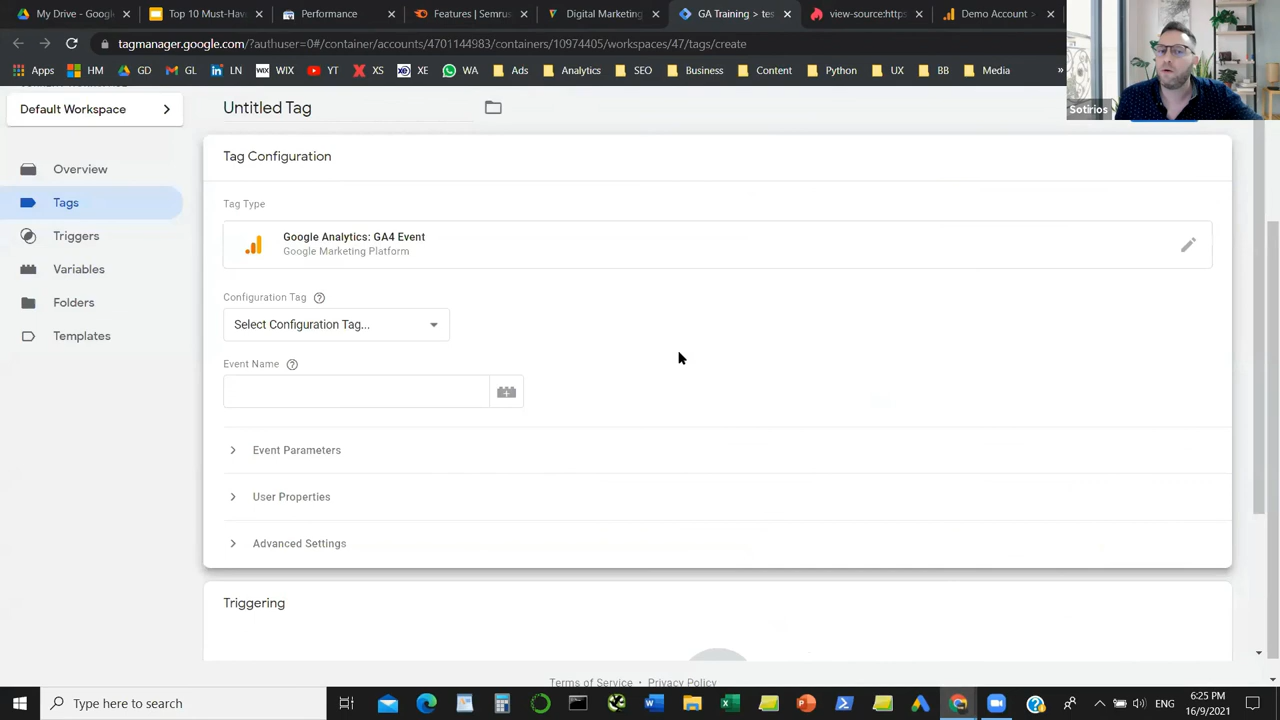 My Drive - Googl
Top 10 Must-Hav
Performance
Features | Semru
Digital Marketing
GA Training > tes
view-source:https
Demo Account >
tagmanager.google.com/?authuser=0#/container/accounts/4701144983/containers/10974405/workspaces/47/tags/create
Apps
HM
GD
GL
LN
WIX
YT
XS
XE
WA
Analytics
SEO
Business
Content
Python
BB
Media
»
Default Workspace
Untitled Tag
Sotirios
Tag Configuration
Overview
Tags
Triggers
Variables
Folders
Templates
Tag Type
Google Analytics: GA4 Event
Google Marketing Platform
Configuration Tag
Select Configuration Tag...
Event Name
Event Parameters
User Properties
Advanced Settings
Triggering
Terms of Service • Privacy Policy
Type here to search
ENG
6:25 PM
16/9/2021